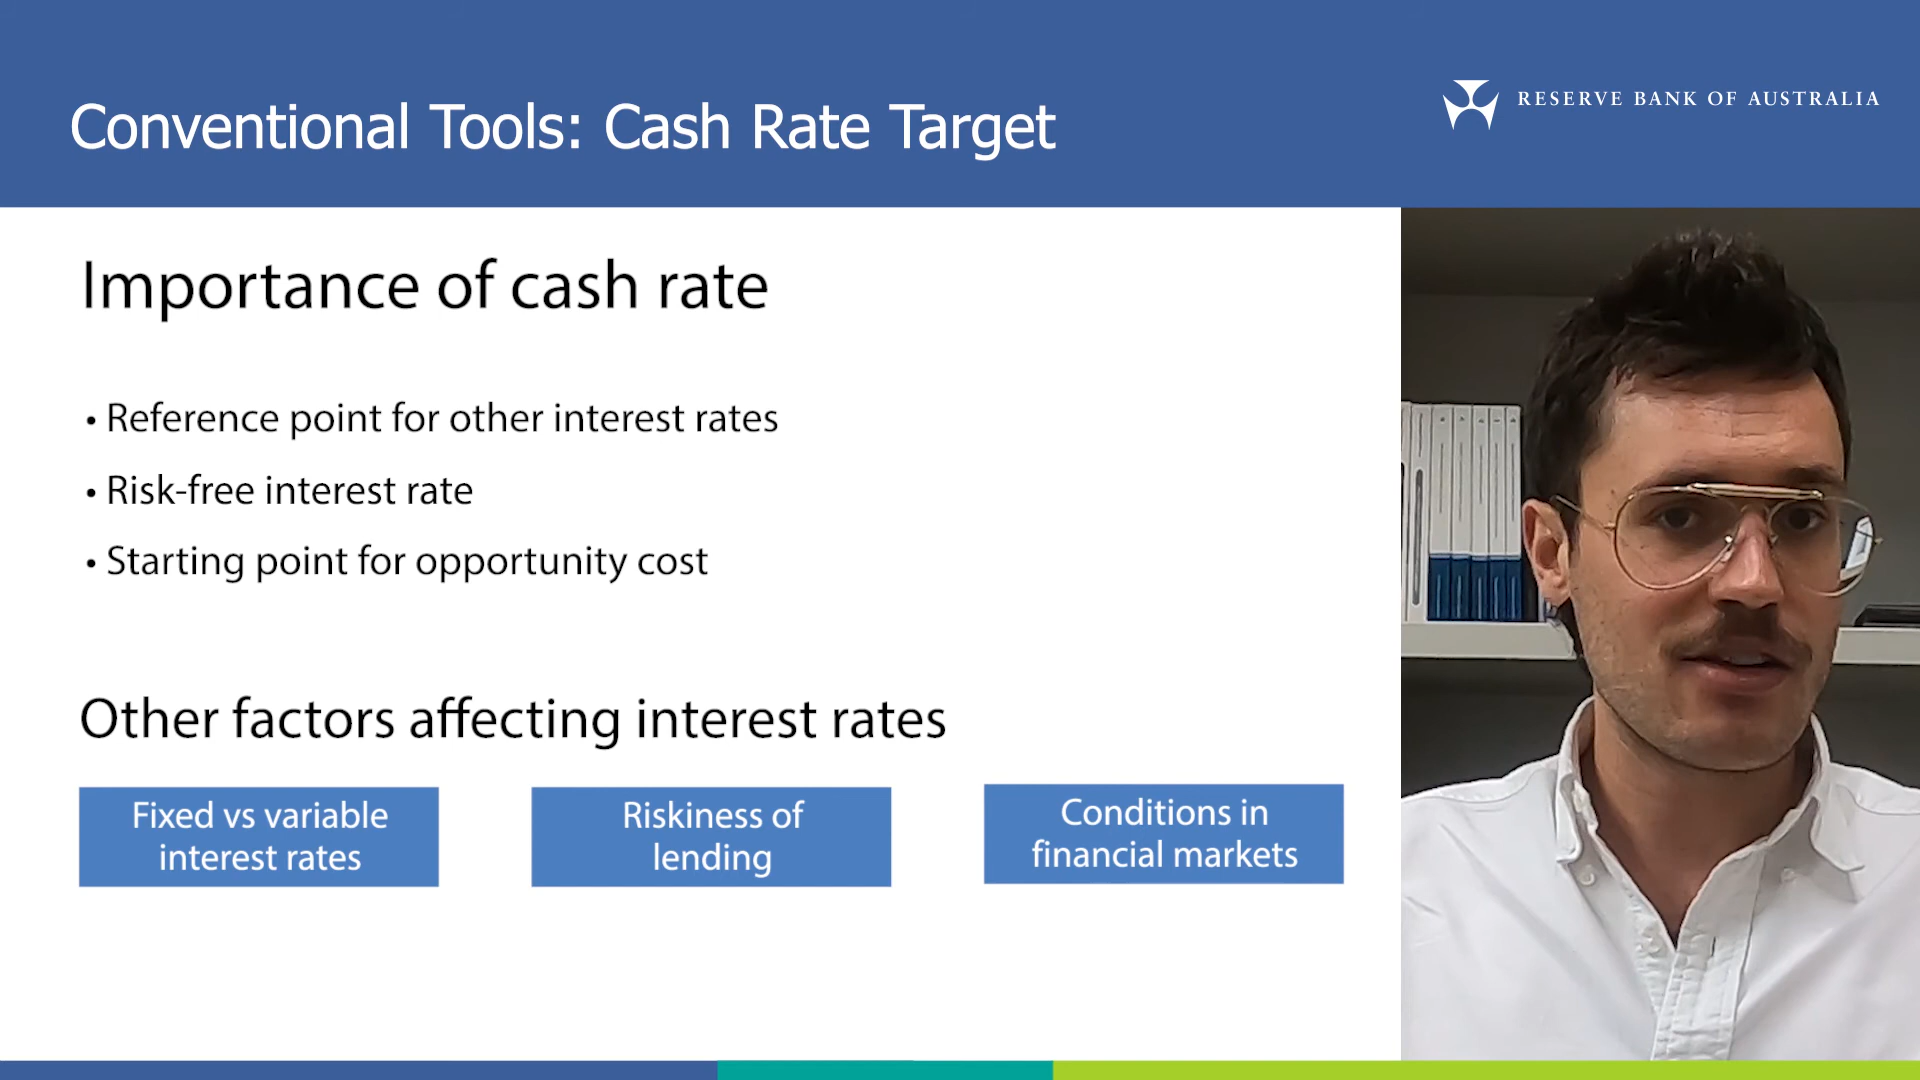 Conventional Tools: Cash Rate Target
RESERVE BANK OF AUSTRALIA
Importance of cash rate
• Reference point for other interest rates
• Risk-free interest rate
• Starting point for opportunity cost
Other factors affecting interest rates
Fixed vs variable
interest rates
Riskiness of
lending
Conditions in
financial markets